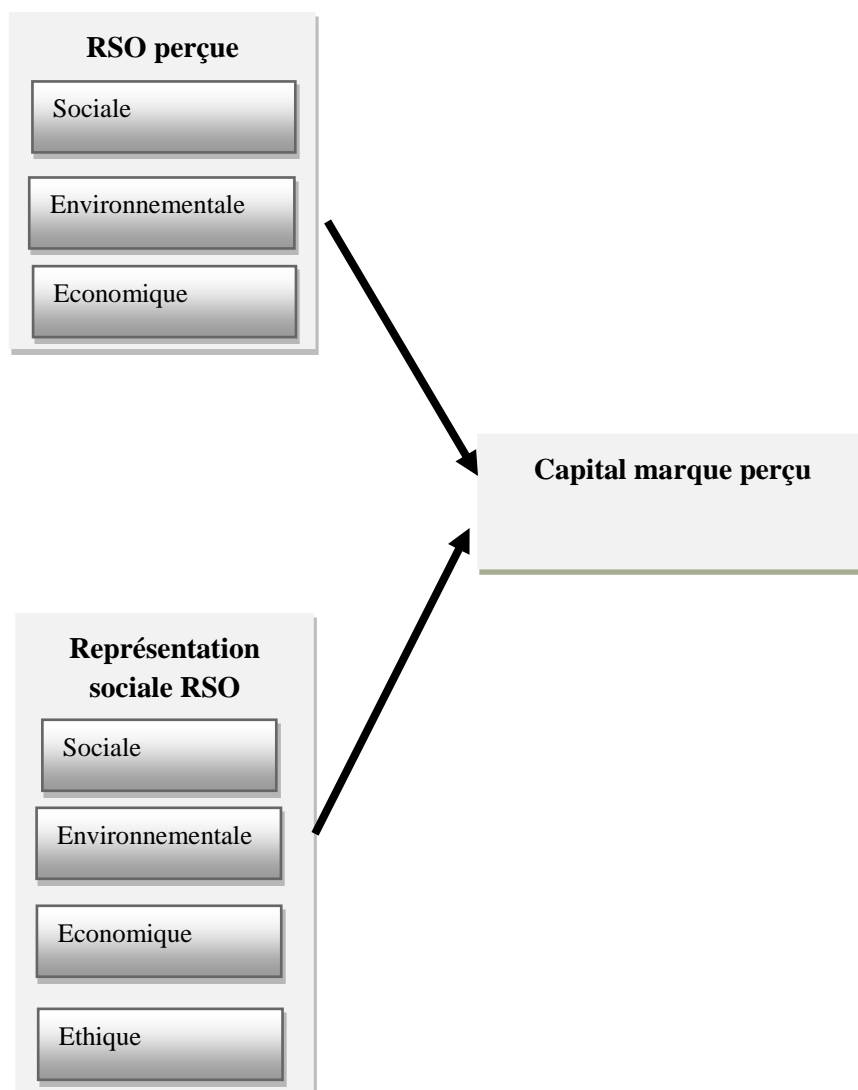 RSO perçue
Sociale
Environnementale
Economique
Capital marque perçu
Représentation
sociale RSO
Sociale
Environnementale
Economique
Ethique